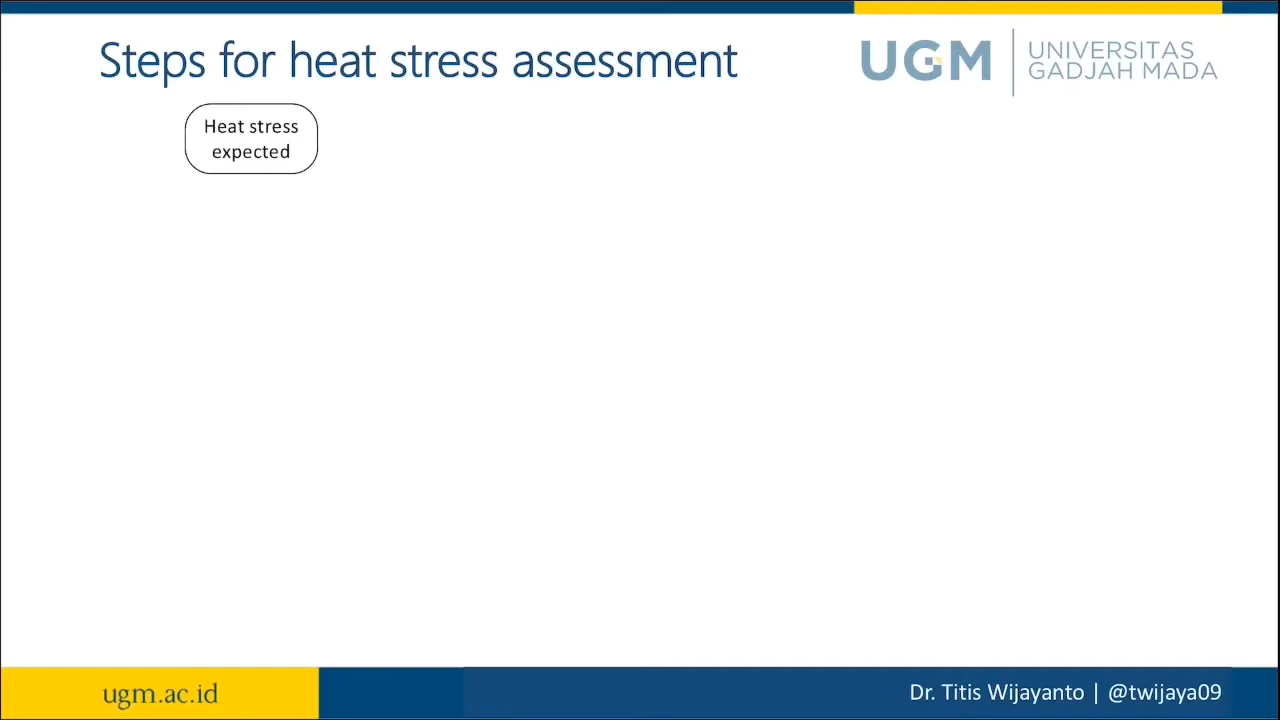 Steps for heat stress assessment
UGM
UNIVERSITAS
GADJAH MADA
Heat stress
expected
ugm.ac.id
Dr. Titis Wijayanto | @twijaya09